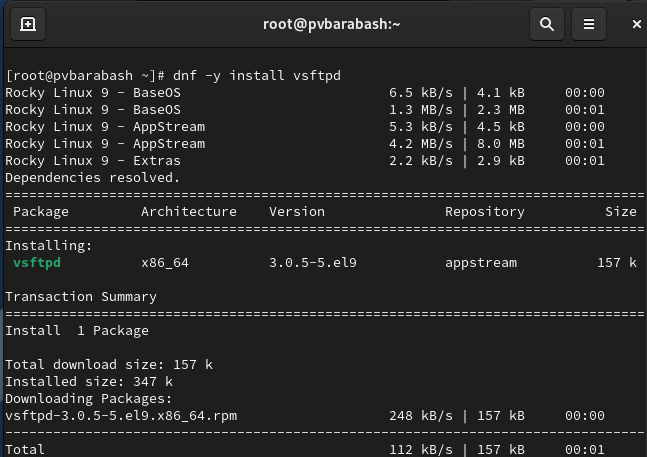 root@pvbarabash:~
[root@pvbarabash ~]# dnf -y install vsftpd
Rocky Linux 9 - BaseOS                          6.5 kB/s | 4.1 kB     00:00
Rocky Linux 9 - BaseOS                          1.3 MB/s | 2.3 MB     00:01
Rocky Linux 9 - AppStream                       5.3 kB/s | 4.5 kB     00:00
Rocky Linux 9 - AppStream                       4.2 MB/s | 8.0 MB     00:01
Rocky Linux 9 - Extras                          2.2 kB/s | 2.9 kB     00:01
Dependencies resolved.
================================================================================
 Package         Architecture    Version               Repository          Size
================================================================================
Installing:
 vsftpd          x86_64          3.0.5-5.el9           appstream          157 k
Transaction Summary
================================================================================
Install  1 Package
Total download size: 157 k
Installed size: 347 k
Downloading Packages:
vsftpd-3.0.5-5.el9.x86_64.rpm                   248 kB/s | 157 kB     00:00
--------------------------------------------------------------------------------
Total                                           112 kB/s | 157 kB     00:01